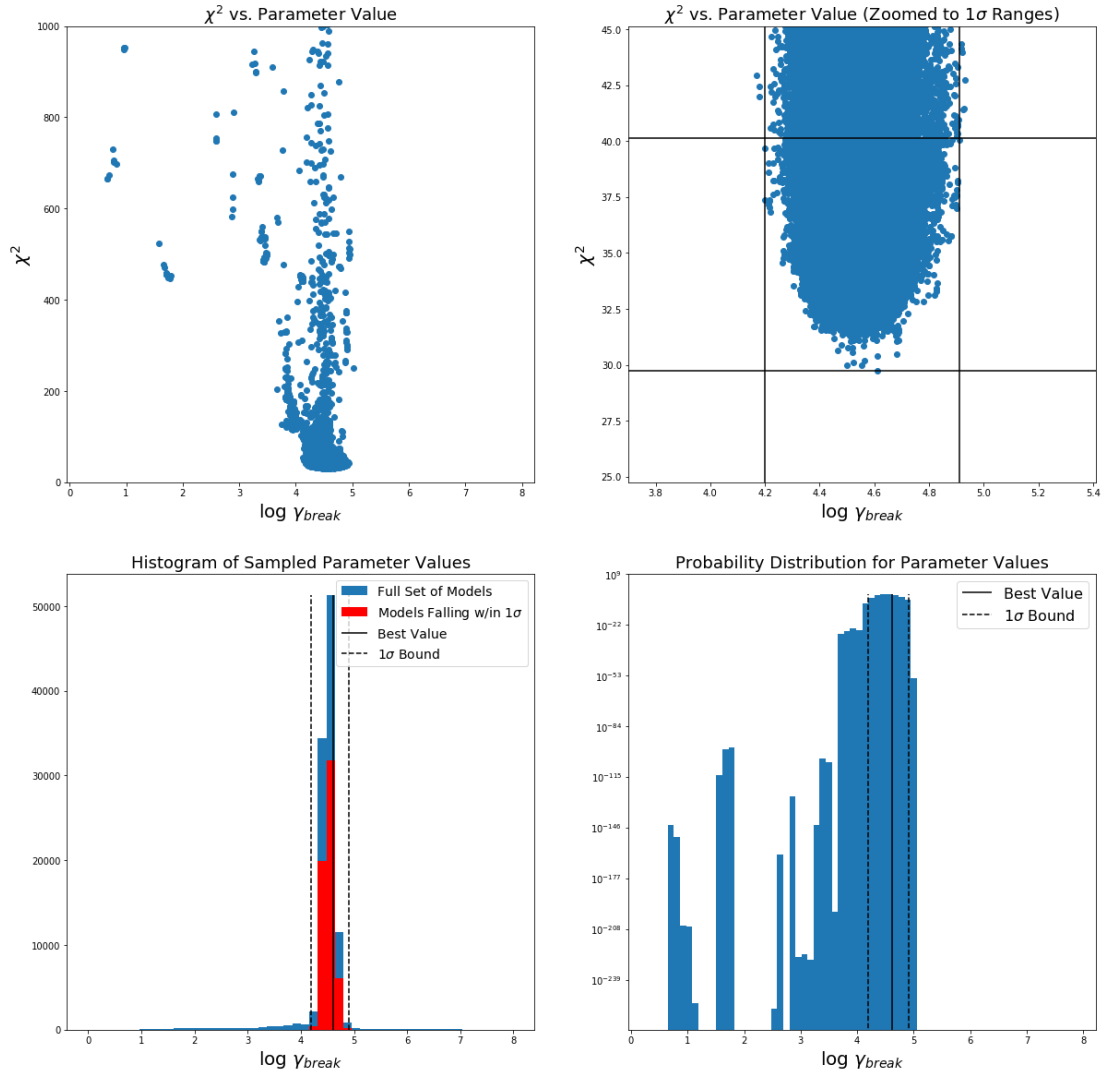 χ² vs. Parameter Value
1000
800
600
400
200
0
χ²
0 1 2 3 4 5 6 7 8
log γ_break
χ² vs. Parameter Value (Zoomed to 1σ Ranges)
45.0
42.5
40.0
37.5
35.0
32.5
30.0
27.5
25.0
χ²
3.8 4.0 4.2 4.4 4.6 4.8 5.0 5.2 5.4
log γ_break
Histogram of Sampled Parameter Values
Full Set of Models
Models Falling w/in 1σ
Best Value
1σ Bound
50000
40000
30000
20000
10000
0
0 1 2 3 4 5 6 7 8
log γ_break
Probability Distribution for Parameter Values
Best Value
1σ Bound
10⁹
10⁻²²
10⁻⁵³
10⁻⁸⁴
10⁻¹¹⁵
10⁻¹⁴⁶
10⁻¹⁷⁷
10⁻²⁰⁸
10⁻²³⁹
0 1 2 3 4 5 6 7 8
log γ_break